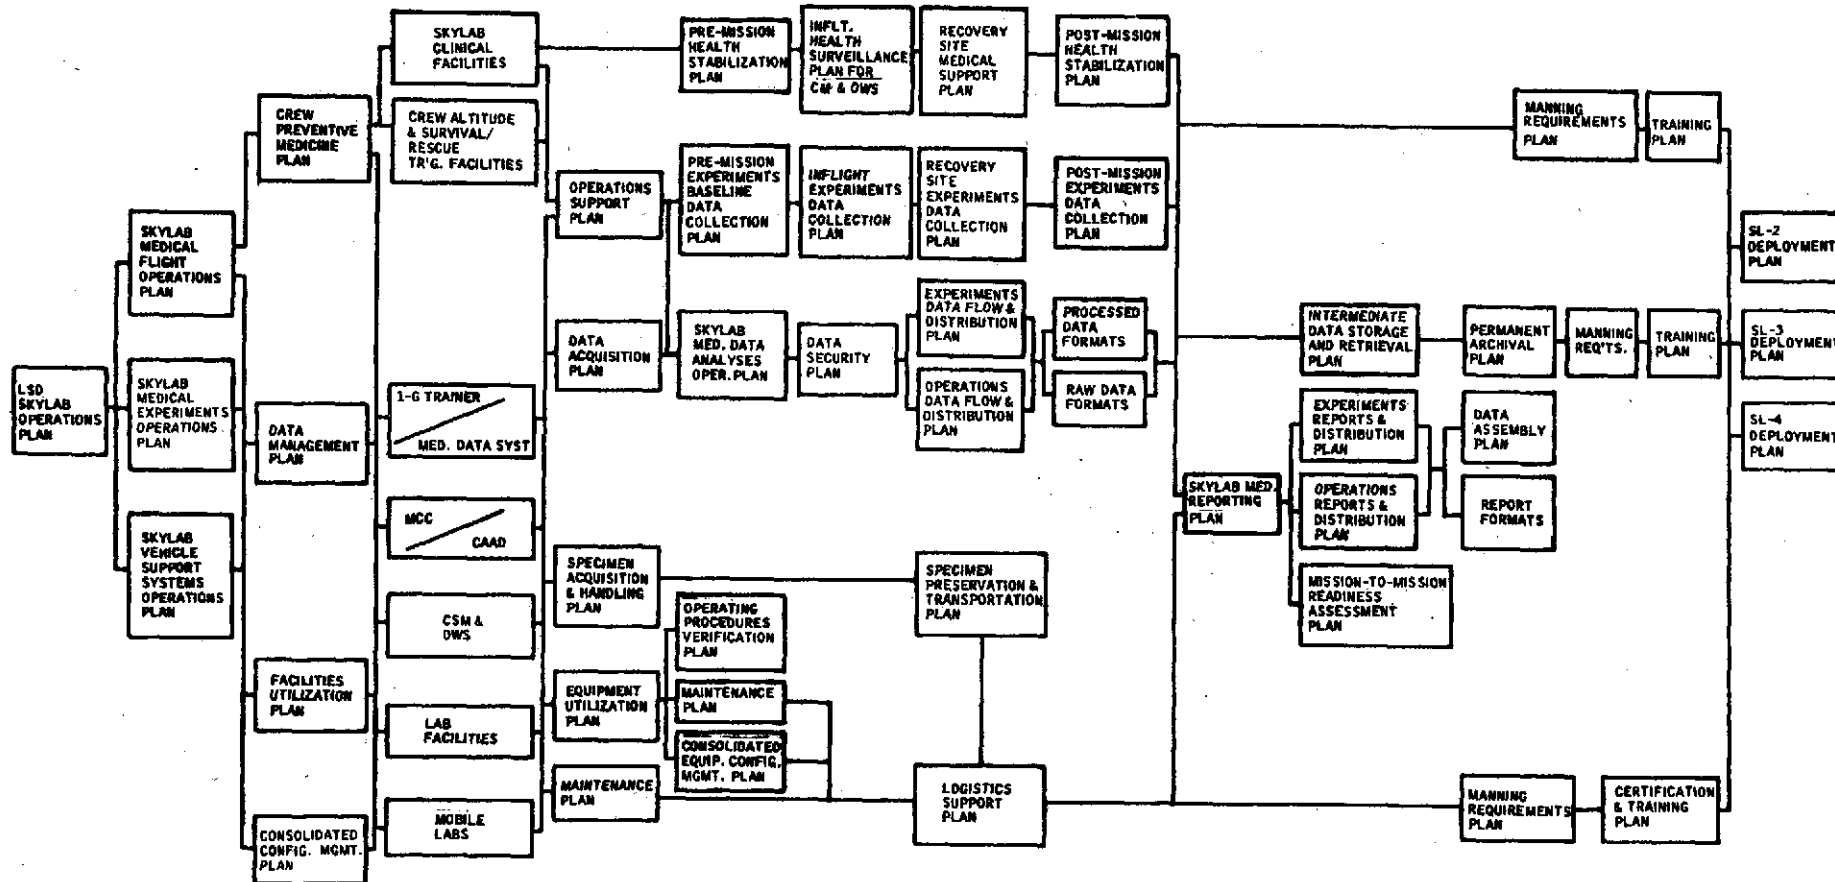 LSD
SKYLAB
OPERATIONS
PLAN
SKYLAB
MEDICAL
FLIGHT
OPERATIONS
PLAN
SKYLAB
MEDICAL
EXPERIMENTS
OPERATIONS
PLAN
SKYLAB
VEHICLE
SUPPORT
SYSTEMS
OPERATIONS
PLAN
CREW
PREVENTIVE
MEDICINE
PLAN
DATA
MANAGEMENT
PLAN
FACILITIES
UTILIZATION
PLAN
CONSOLIDATED
CONFIG. MGMT.
PLAN
SKYLAB
CLINICAL
FACILITIES
CREW ALTITUDE
& SURVIVAL/
RESCUE
TR'G. FACILITIES
1-G TRAINER
MED. DATA SYST
MCC
CAAD
CSM &
OWS
LAB
FACILITIES
MOBILE
LABS
OPERATIONS
SUPPORT
PLAN
DATA
ACQUISITION
PLAN
SPECIMEN
ACQUISITION
& HANDLING
PLAN
EQUIPMENT
UTILIZATION
PLAN
MAINTENANCE
PLAN
PRE-MISSION
HEALTH
STABILIZATION
PLAN
INFLT.
HEALTH
SURVEILLANCE
PLAN FOR
CM & OWS
RECOVERY
SITE
MEDICAL
SUPPORT
PLAN
POST-MISSION
HEALTH
STABILIZATION
PLAN
PRE-MISSION
EXPERIMENTS
BASELINE
DATA
COLLECTION
PLAN
INFLIGHT
EXPERIMENTS
DATA
COLLECTION
PLAN
RECOVERY
SITE
EXPERIMENTS
DATA
COLLECTION
PLAN
POST-MISSION
EXPERIMENTS
DATA
COLLECTION
PLAN
SKYLAB
MED. DATA
ANALYSES
OPER. PLAN
DATA
SECURITY
PLAN
EXPERIMENTS
DATA FLOW &
DISTRIBUTION
PLAN
OPERATIONS
DATA FLOW &
DISTRIBUTION
PLAN
PROCESSED
DATA
FORMATS
RAW DATA
FORMATS
OPERATING
PROCEDURES
VERIFICATION
PLAN
MAINTENANCE
PLAN
CONSOLIDATED
EQUIP. CONFIG.
MGMT. PLAN
SPECIMEN
PRESERVATION &
TRANSPORTATION
PLAN
LOGISTICS
SUPPORT
PLAN
SKYLAB MED.
REPORTING
PLAN
INTERMEDIATE
DATA STORAGE
AND RETRIEVAL
PLAN
EXPERIMENTS
REPORTS &
DISTRIBUTION
PLAN
OPERATIONS
REPORTS &
DISTRIBUTION
PLAN
MISSION-TO-MISSION
READINESS
ASSESSMENT
PLAN
DATA
ASSEMBLY
PLAN
REPORT
FORMATS
MANNING
REQUIREMENTS
PLAN
TRAINING
PLAN
PERMANENT
ARCHIVAL
PLAN
MANNING
REQ'TS.
TRAINING
PLAN
MANNING
REQUIREMENTS
PLAN
CERTIFICATION
& TRAINING
PLAN
SL-2
DEPLOYMENT
PLAN
SL-3
DEPLOYMENT
PLAN
SL-4
DEPLOYMENT
PLAN